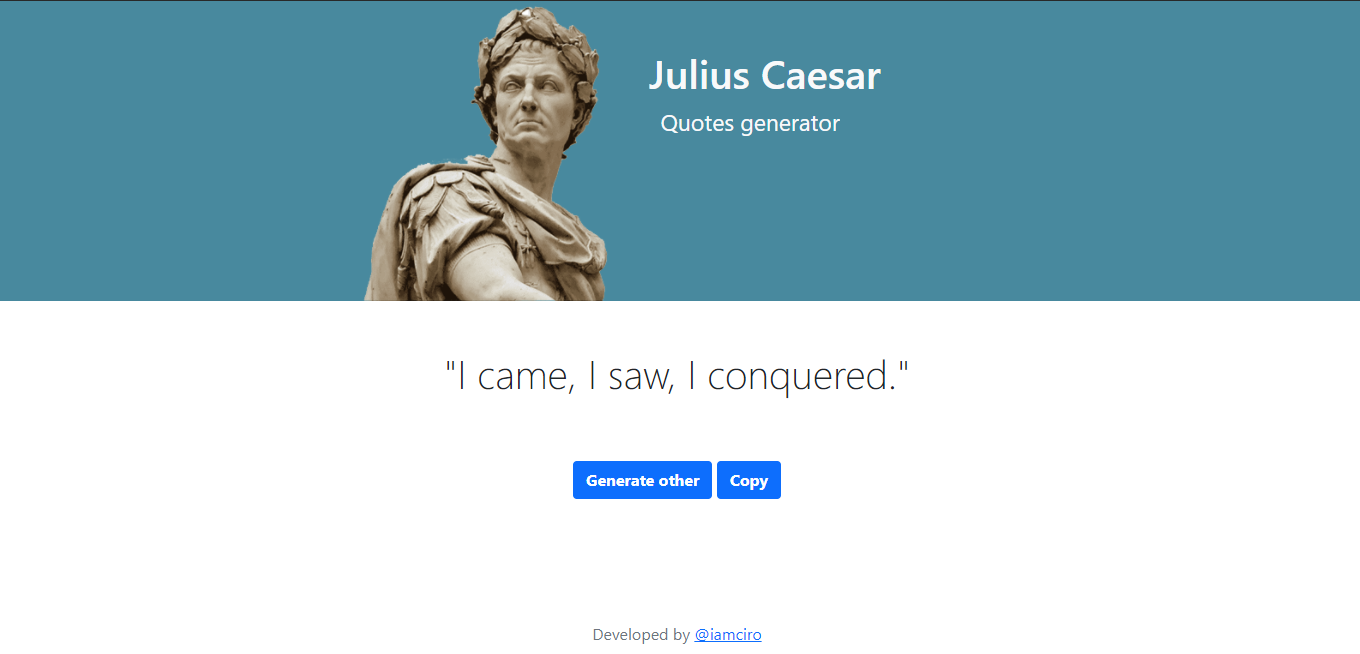 Julius Caesar
Quotes generator
"I came, I saw, I conquered."
Generate other Copy
Developed by @iamciro